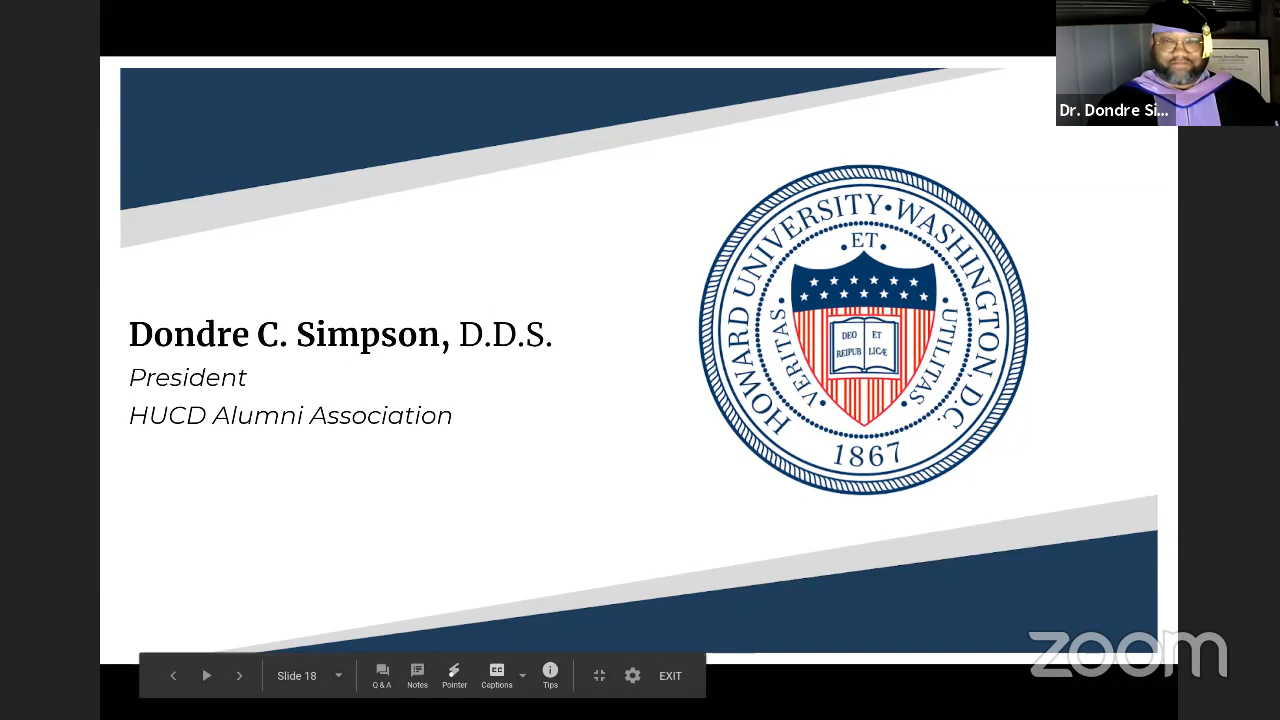 Dr. Dondre Si...
HOWARD UNIVERSITY • WASHINGTON, D.C.
• ET •
• VERITAS •
• UTILITAS •
DEO ET
REIPUB LICÆ
1867
Dondre C. Simpson, D.D.S.
President
HUCD Alumni Association
zoom
Slide 18
Q & A
Notes
Pointer
CC
Captions
Tips
EXIT